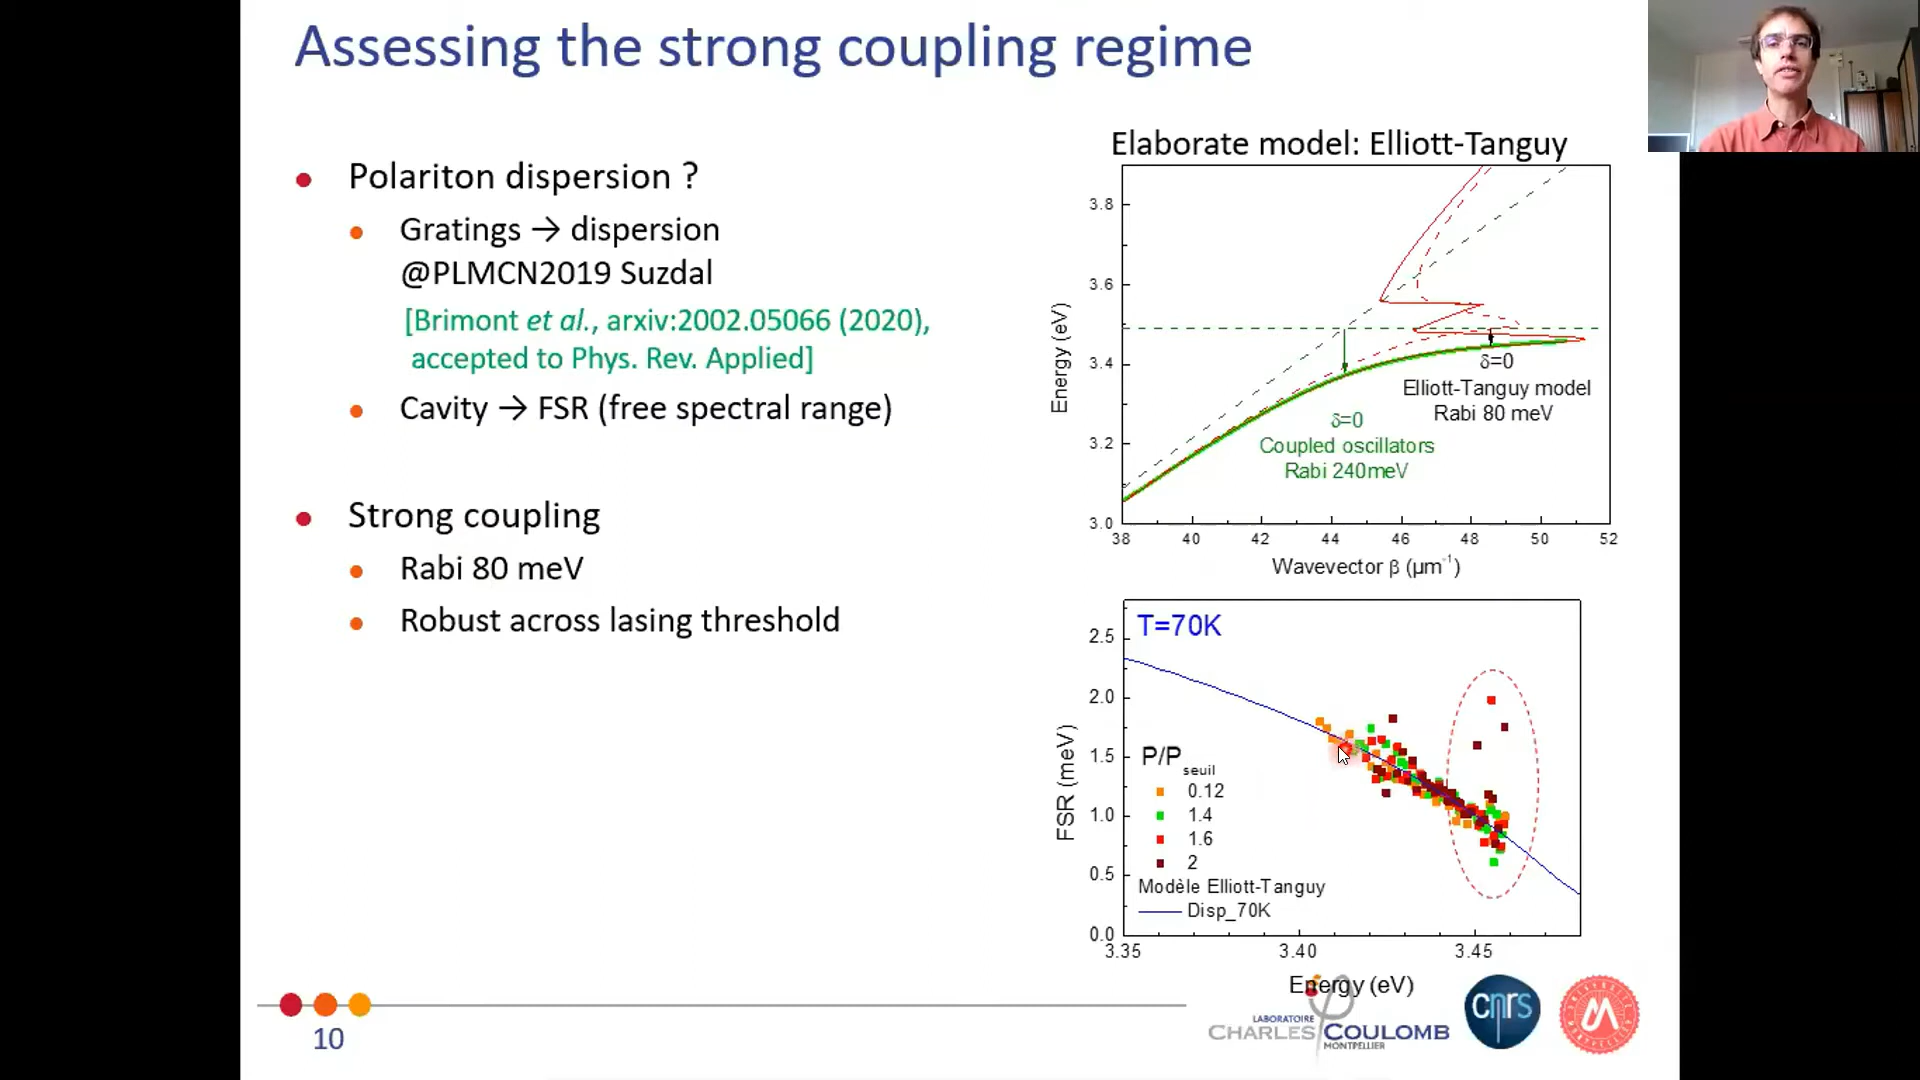 Assessing the strong coupling regime
Polariton dispersion ?
Gratings → dispersion
@PLMCN2019 Suzdal
[Brimont et al., arxiv:2002.05066 (2020),
accepted to Phys. Rev. Applied]
Cavity → FSR (free spectral range)
Strong coupling
Rabi 80 meV
Robust across lasing threshold
Elaborate model: Elliott-Tanguy
3.8
3.6
3.4
3.2
3.0
Energy (eV)
δ=0
Elliott-Tanguy model
Rabi 80 meV
δ=0
Coupled oscillators
Rabi 240meV
38 40 42 44 46 48 50 52
Wavevector β (µm⁻¹)
T=70K
2.5
2.0
1.5
1.0
0.5
0.0
FSR (meV)
P/P seuil
0.12
1.4
1.6
2
Modèle Elliott-Tanguy
Disp_70K
3.35 3.40 3.45
Energy (eV)
10
LABORATOIRE
CHARLES COULOMB
MONTPELLIER
cnrs